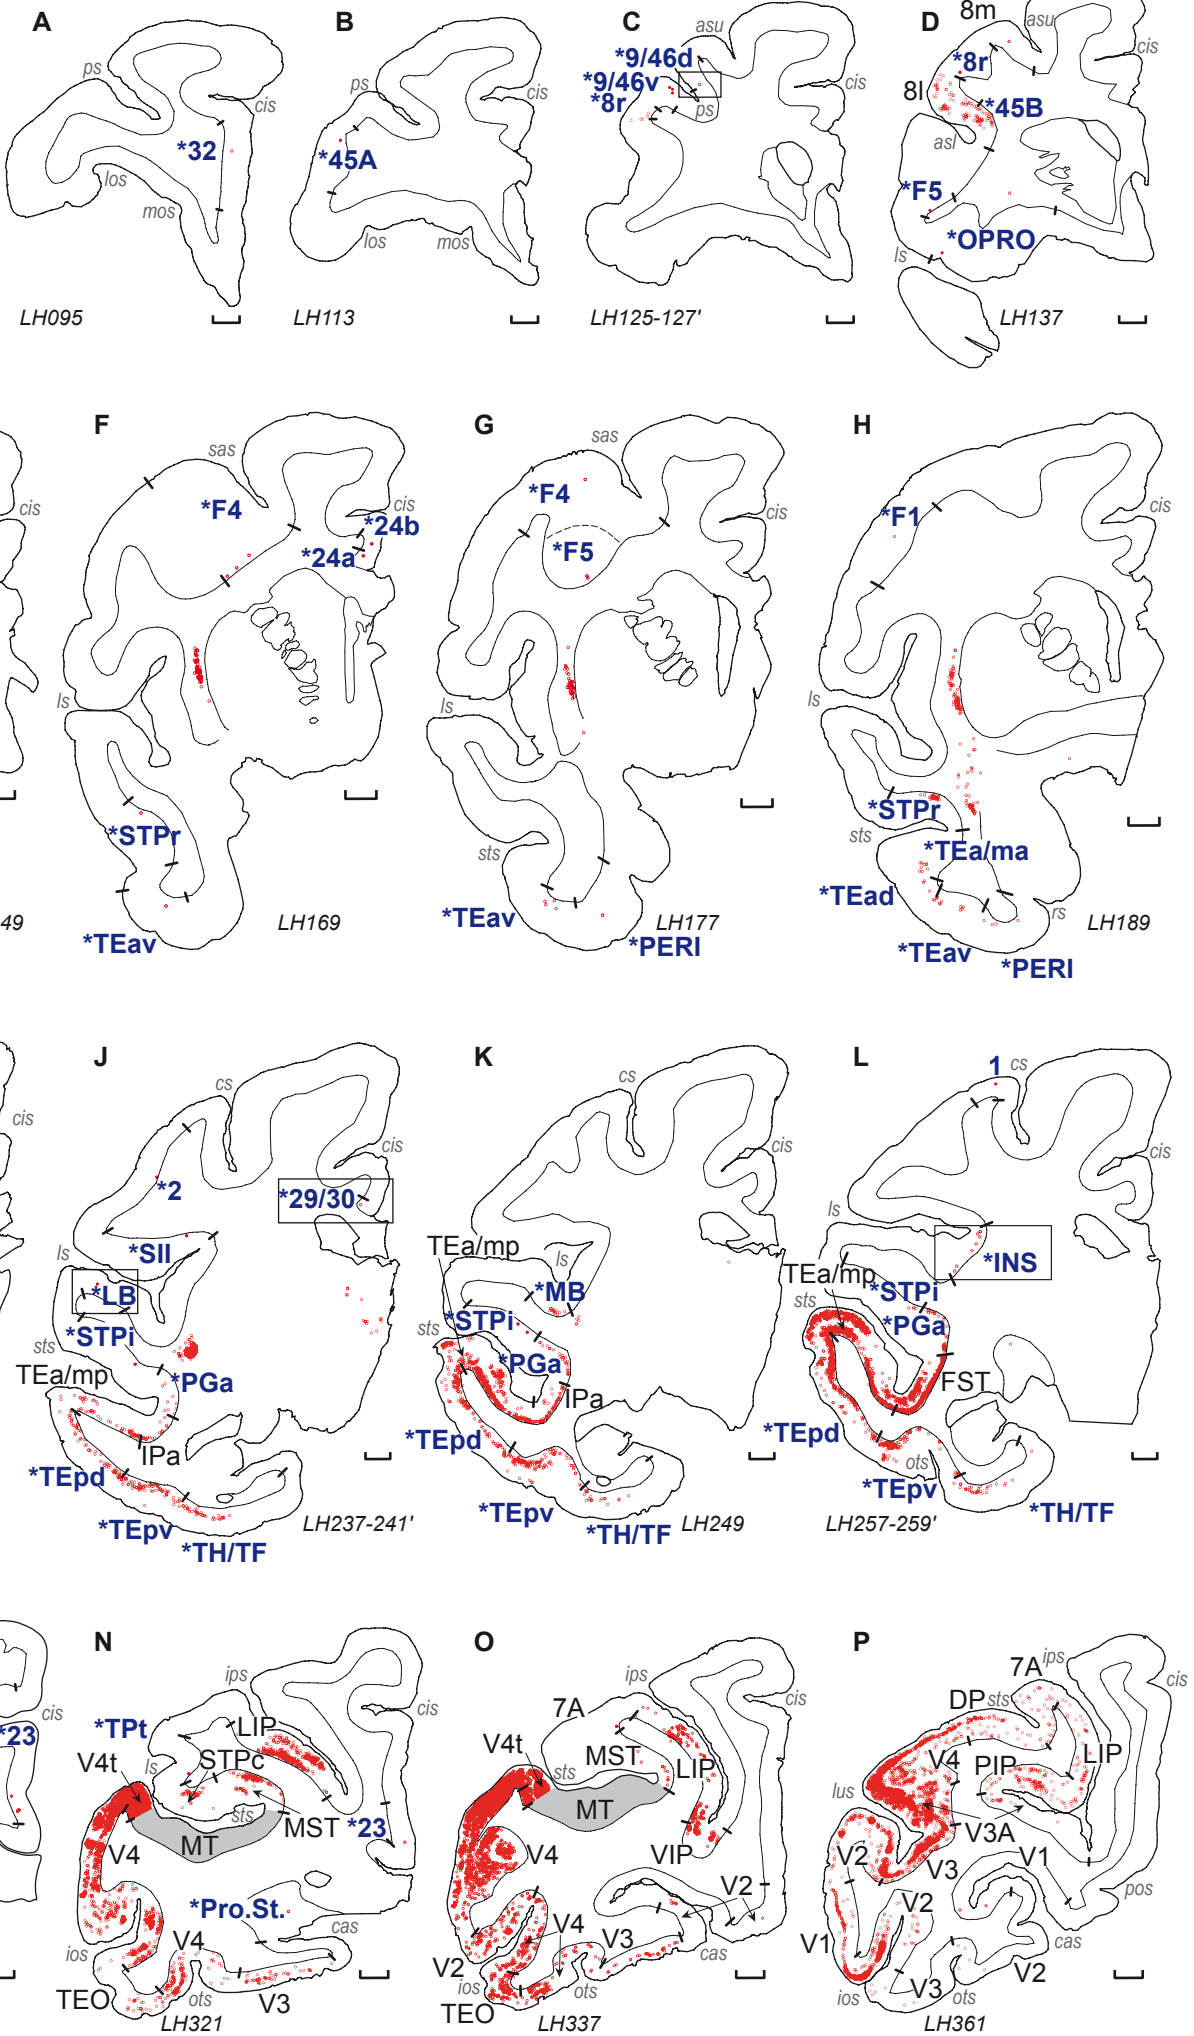 A
B
C
D
8m
asu
asu
cis
*9/46d
*9/46v
*8r
*8r
8l
*45B
ps
ps
ps
cis
cis
cis
*32
*45A
asl
los
mos
los
mos
*F5
*OPRO
ls
LH095
LH113
LH125-127'
LH137
F
G
H
sas
sas
*F4
*F4
cis
cis
cis
cis
*24b
*24a
*F5
*F1
ls
ls
ls
49
*STPr
*STPr
sts
sts
*TEa/ma
*TEad
*TEav
*TEav
*TEav
*PERI
*PERI
rs
LH169
LH177
LH189
J
K
L
cs
cs
1
cs
cis
cis
cis
cis
*2
*29/30
*SII
ls
ls
ls
TEa/mp
*LB
*MB
*INS
TEa/mp
*STPi
*STPi
*STPi
sts
sts
sts
*PGa
*PGa
*PGa
TEa/mp
IPa
IPa
FST
*TEpd
*TEpd
*TEpd
ots
*TEpv
*TEpv
*TEpv
*TH/TF
*TH/TF
*TH/TF
LH237-241'
LH249
LH257-259'
N
O
P
ips
ips
7A
ips
cis
cis
cis
cis
*23
*TPt
LIP
7A
DP
sts
V4t
ls
STPc
V4t
sts
MST
LIP
V4
PIP
LIP
lus
sts
MST
*23
MT
MT
V3A
V4
V4
VIP
V2
V3
V1
*Pro.St.
V2
V2
pos
cas
V4
V4
V3
cas
V1
cas
ios
V2
ios
V3
V2
TEO
ots
V3
TEO
ots
ios
ots
LH321
LH337
LH361